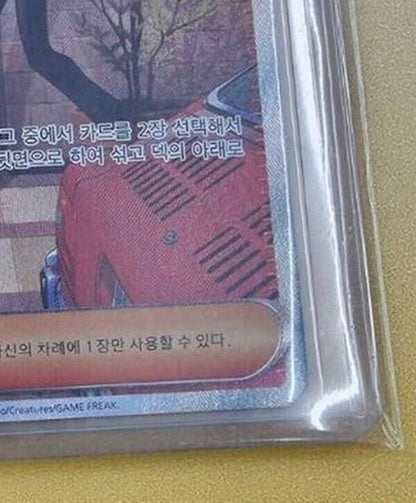 그 중에서 카드를 2장 선택해서
뒷면으로 하여 섞고 덱의 아래로
자신의 차례에 1장만 사용할 수 있다.
o/Creatures/GAME FREAK.